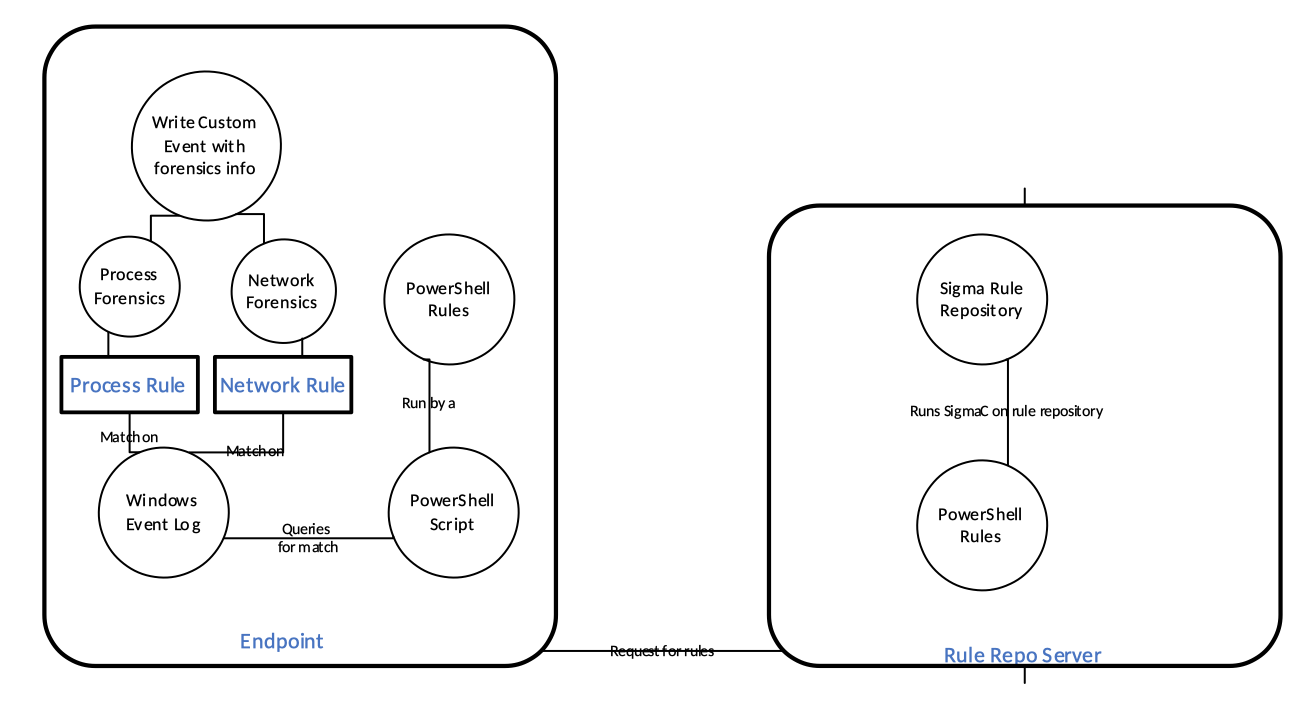 Write Custom
Event with
forensics info
Process
Forensics
Network
Forensics
PowerShell
Rules
Process Rule
Network Rule
Run by a
Match on
Match on
Windows
Event Log
Queries
for match
PowerShell
Script
Endpoint
Request for rules
Sigma Rule
Repository
Runs SigmaC on rule repository
PowerShell
Rules
Rule Repo Server